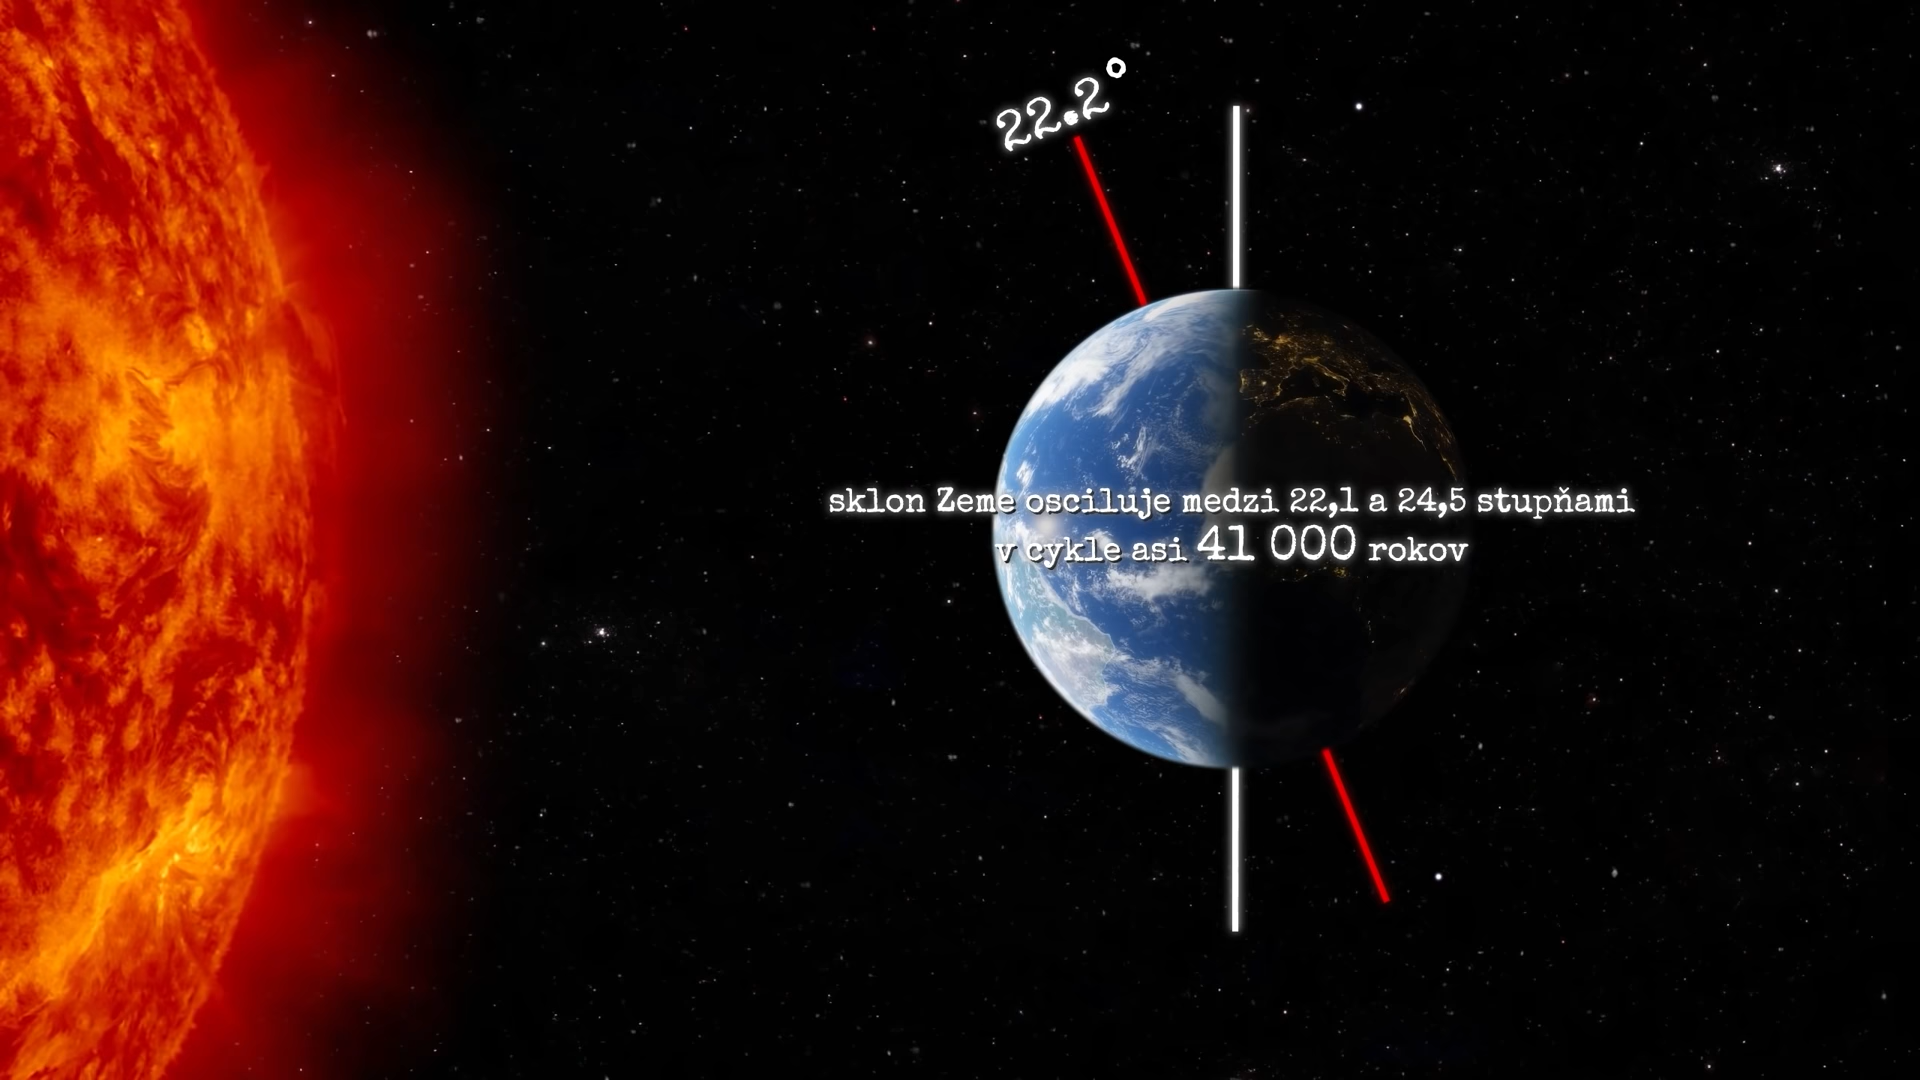 22.2°
sklon Zeme osciluje medzi 22,1 a 24,5 stupňami
v cykle asi 41 000 rokov